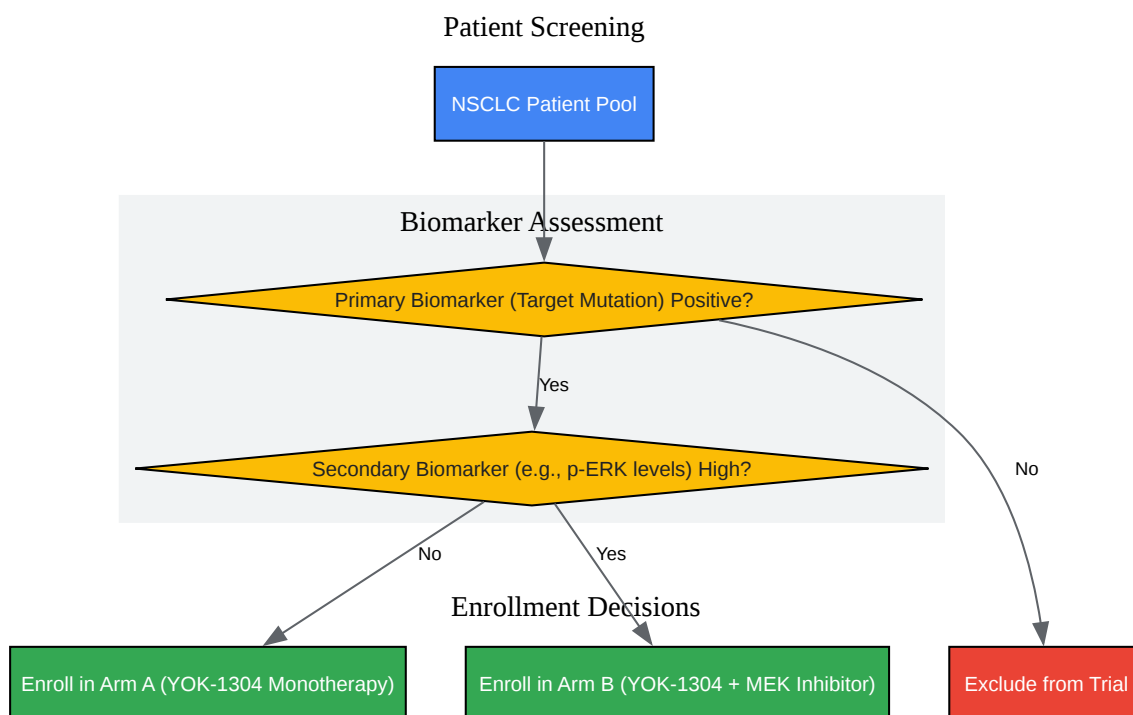 Patient Screening
NSCLC Patient Pool
Biomarker Assessment
Primary Biomarker (Target Mutation) Positive?
Yes
Secondary Biomarker (e.g., p-ERK levels) High?
No
No
Yes
Enrollment Decisions
Enroll in Arm A (YOK-1304 Monotherapy)
Enroll in Arm B (YOK-1304 + MEK Inhibitor)
Exclude from Trial